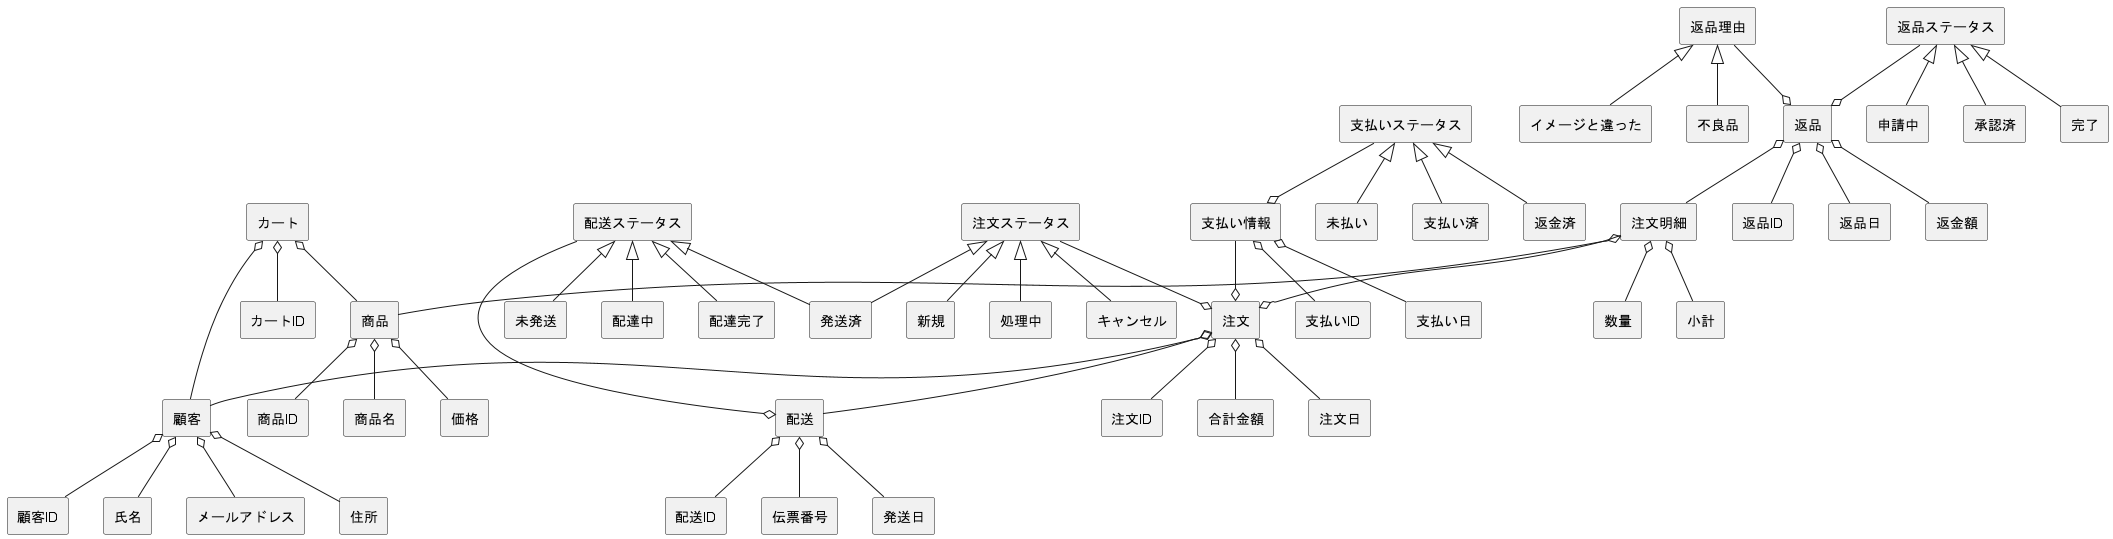 返品理由
返品ステータス
支払いステータス
イメージと違った
不良品
返品
申請中
承認済
完了
カート
配送ステータス
注文ステータス
支払い情報
未払い
支払い済
返金済
注文明細
返品ID
返品日
返金額
カートID
商品
未発送
配達中
配達完了
発送済
新規
処理中
キャンセル
注文
支払いID
支払い日
数量
小計
顧客
商品ID
商品名
価格
配送
注文ID
合計金額
注文日
顧客ID
氏名
メールアドレス
住所
配送ID
伝票番号
発送日